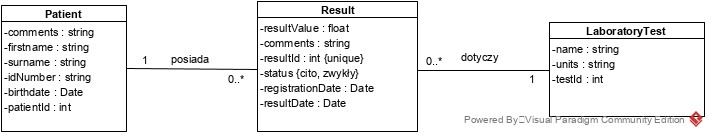 Patient
-comments : string
-firstname : string
-surname : string
-idNumber : string
-birthdate : Date
-patientId : int
1
posiada
0..*
Result
-resultValue : float
-comments : string
-resultId : int {unique}
-status {cito, zwykły}
-registrationDate : Date
-resultDate : Date
0..*
dotyczy
1
LaboratoryTest
-name : string
-units : string
-testId : int
Powered By Visual Paradigm Community Edition